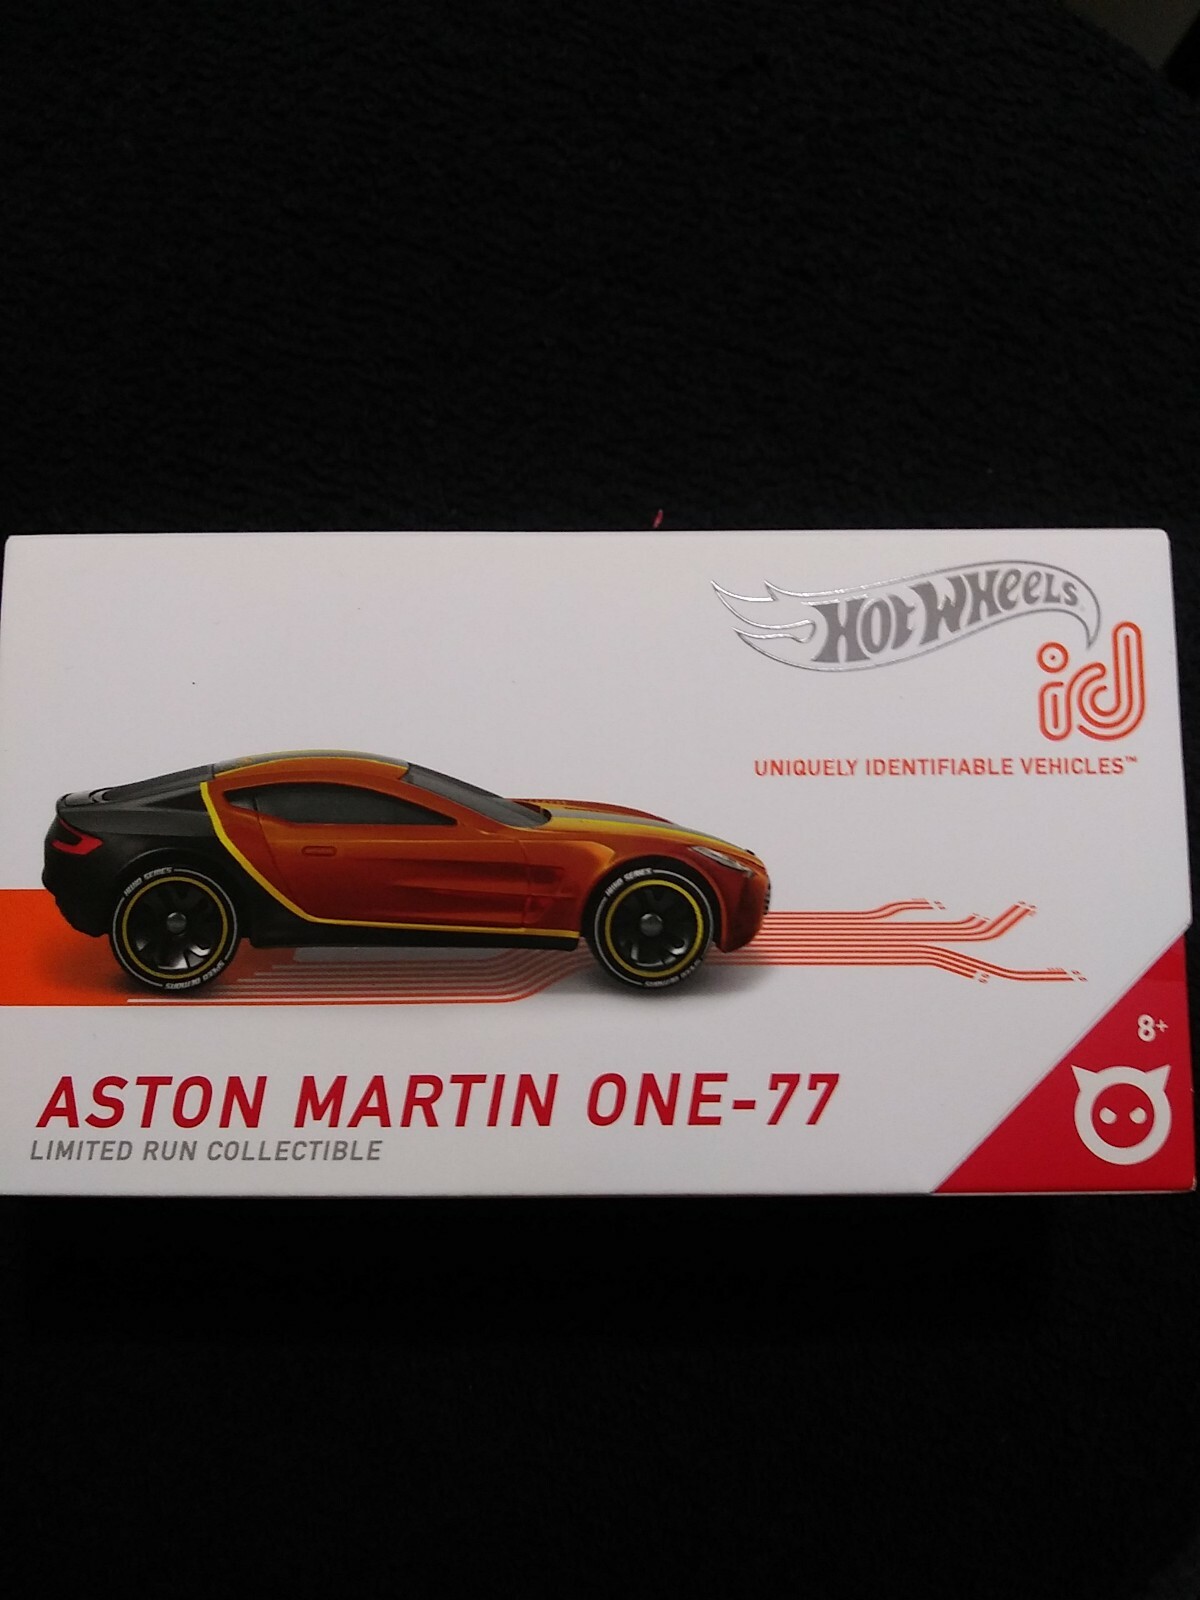 HOT WHEELS
id
UNIQUELY IDENTIFIABLE VEHICLES™
8+
ASTON MARTIN ONE-77
LIMITED RUN COLLECTIBLE